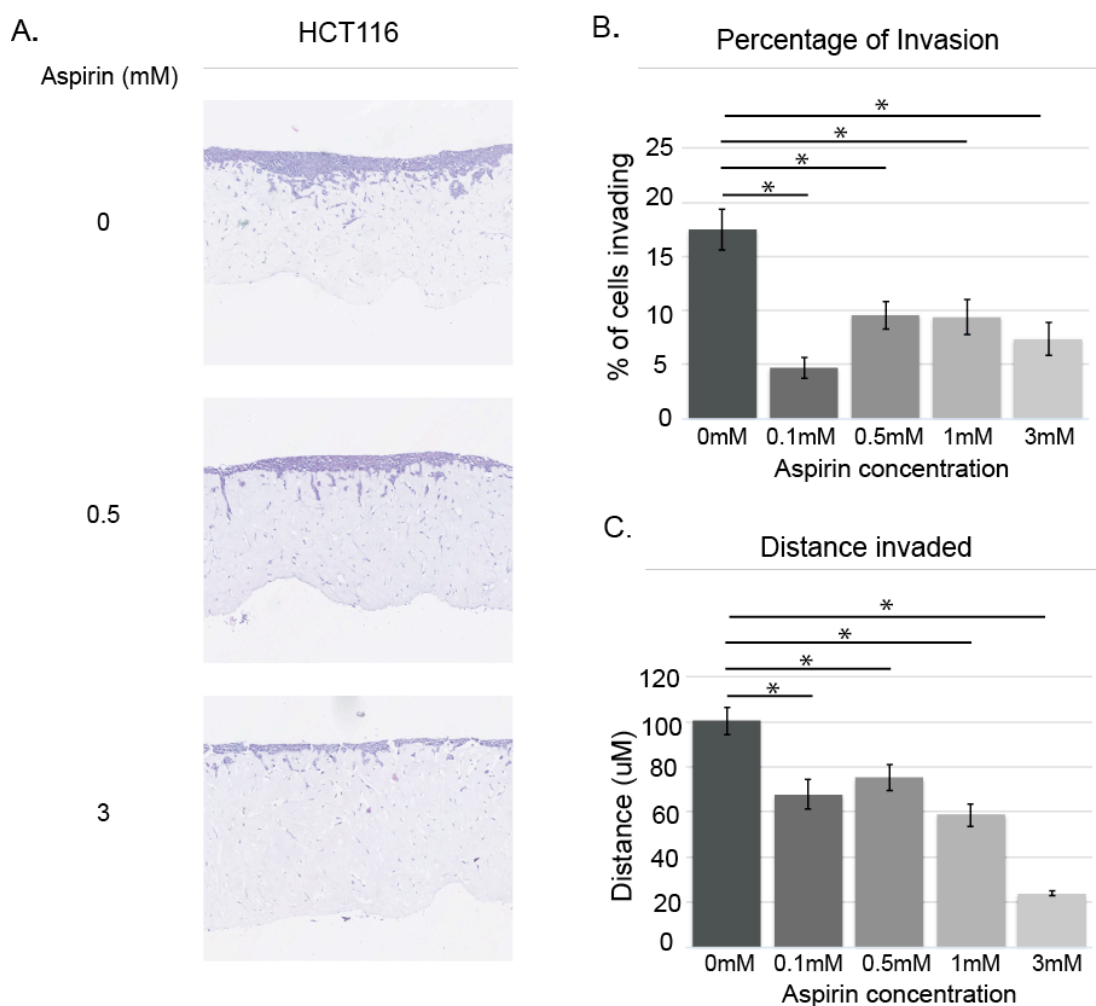 A.
HCT116
Aspirin (mM)
0
0.5
3
B.
Percentage of Invasion
*
*
*
*
25
20
15
10
5
0
% of cells invading
0mM 0.1mM 0.5mM 1mM 3mM
Aspirin concentration
C.
Distance invaded
*
*
*
*
120
100
80
60
40
20
0
Distance (uM)
0mM 0.1mM 0.5mM 1mM 3mM
Aspirin concentration